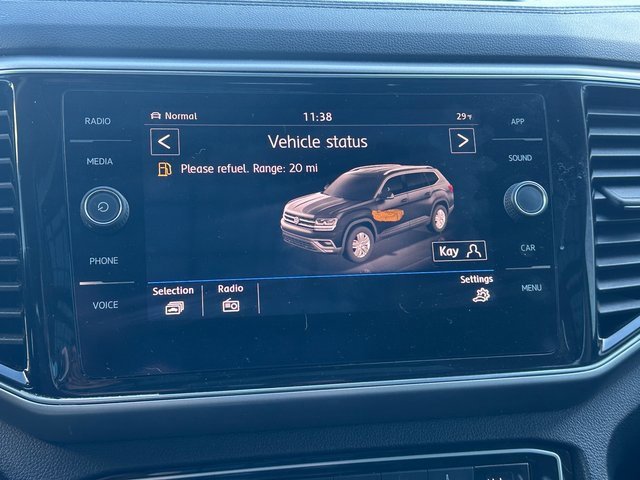 Normal 11:38 29°F
RADIO
APP
Vehicle status
MEDIA
SOUND
Please refuel. Range: 20 mi
PHONE
Kay
CAR
VOICE
Selection
Radio
Settings
MENU